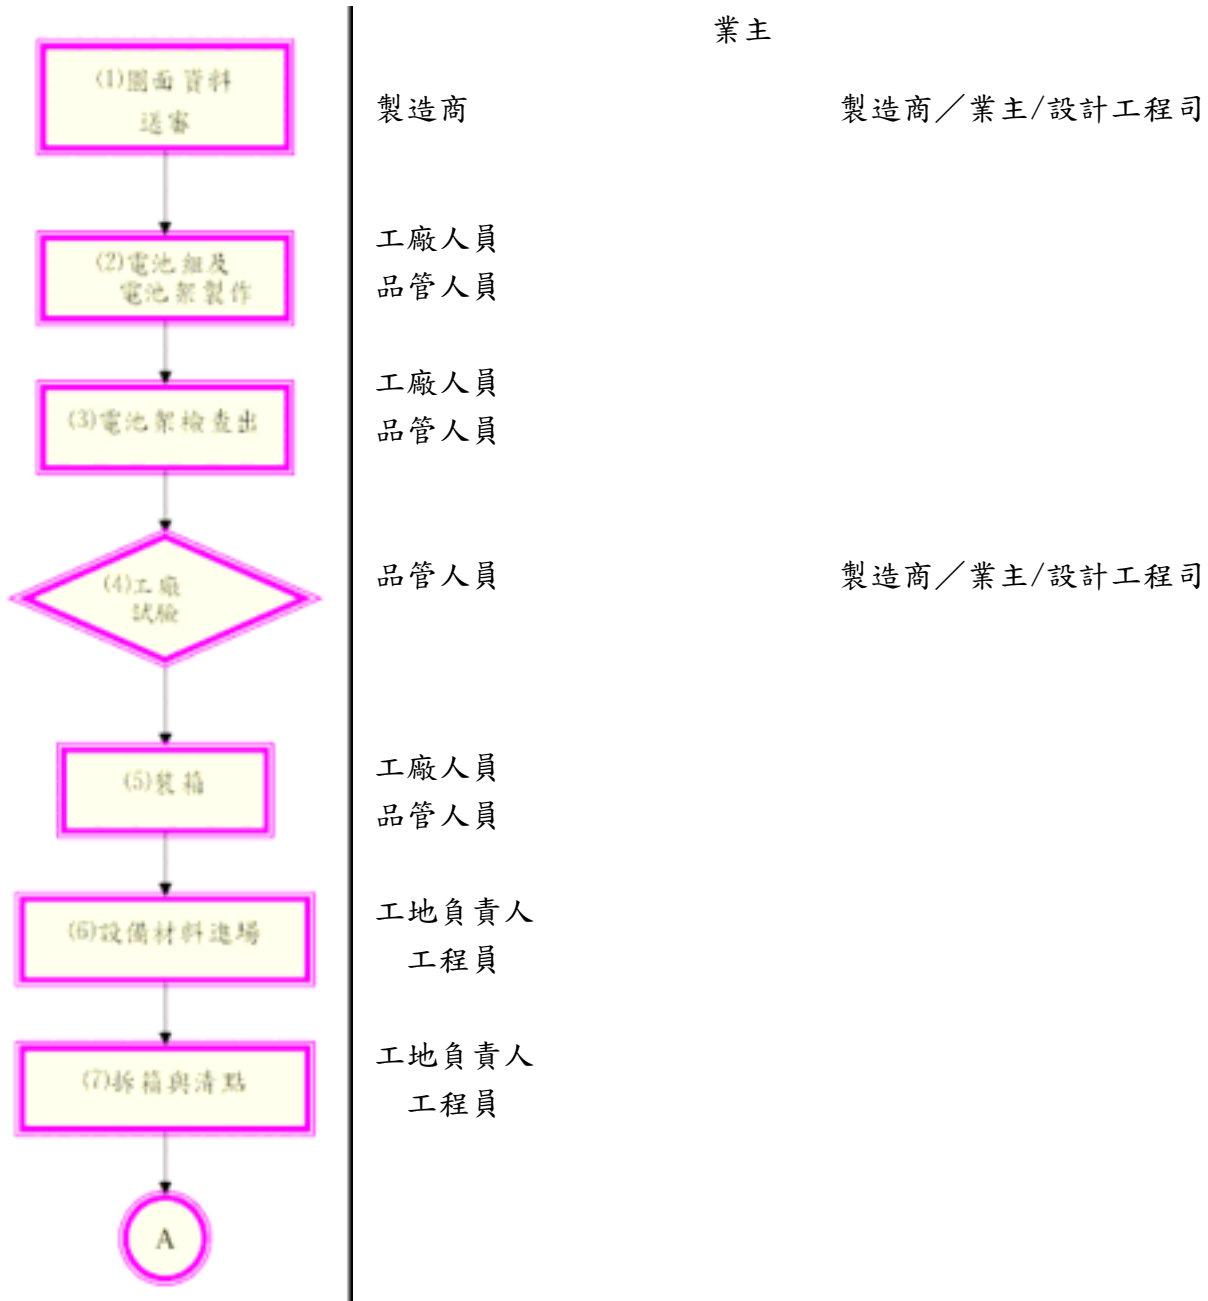 業主
(1)圖面資料
送審
製造商 製造商／業主/設計工程司
(2)電池組及
電池架製作
工廠人員
品管人員
(3)電池架檢查出
工廠人員
品管人員
(4)工廠
試驗
品管人員 製造商／業主/設計工程司
(5)裝箱
工廠人員
品管人員
(6)設備材料進場
工地負責人
工程員
(7)拆箱與清點
工地負責人
工程員
A